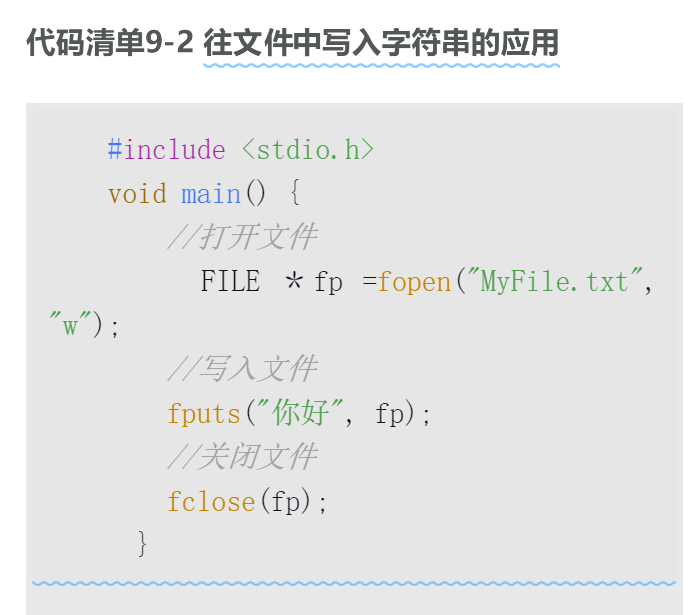 代码清单9-2 往文件中写入字符串的应用
#include <stdio.h>
void main() {
//打开文件
FILE *fp =fopen("MyFile.txt",
"w");
//写入文件
fputs("你好", fp);
//关闭文件
fclose(fp);
}